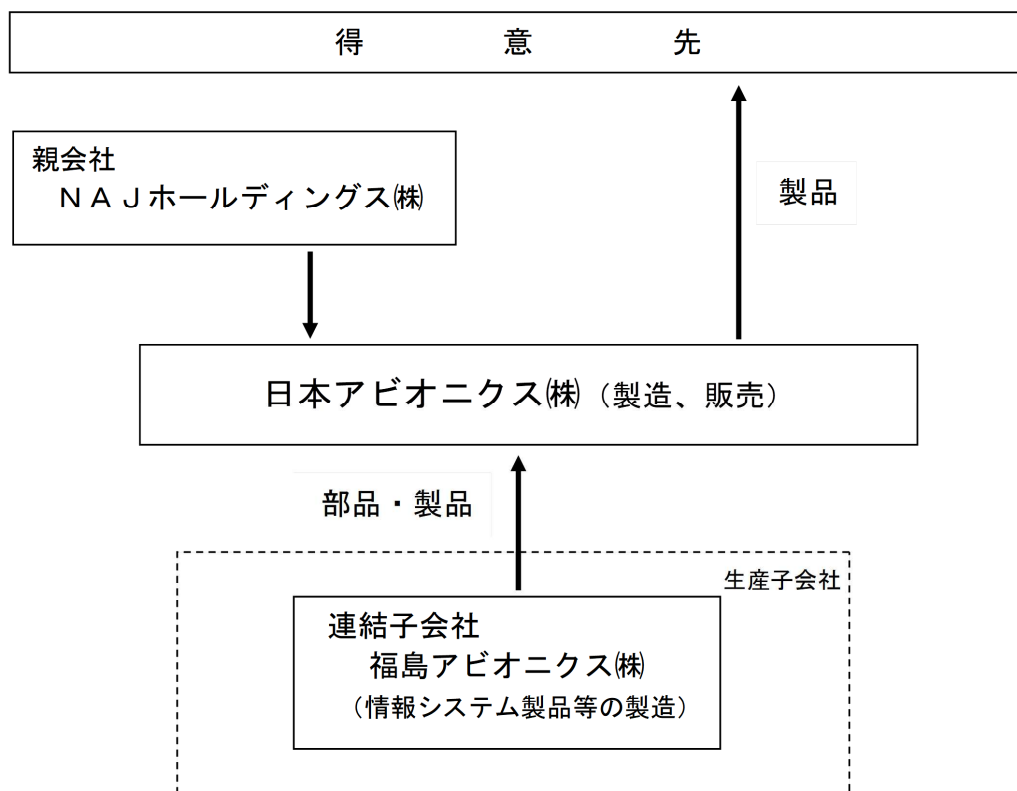 得意先
親会社
NAJホールディングス㈱
製品
日本アビオニクス㈱（製造、販売）
部品・製品
生産子会社
連結子会社
福島アビオニクス㈱
（情報システム製品等の製造）